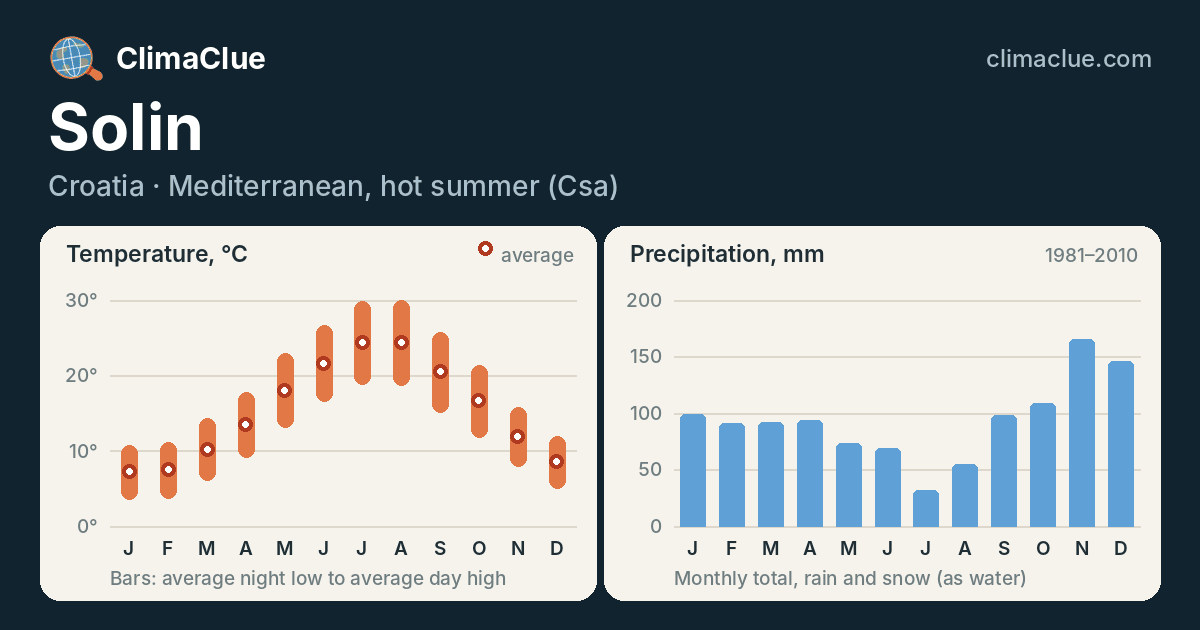 ClimaClue
climaclue.com
Solin
Croatia · Mediterranean, hot summer (Csa)
Temperature, °C
average
30°
20°
10°
0°
J F M A M J J A S O N D
Bars: average night low to average day high
Precipitation, mm
1981–2010
200
150
100
50
0
J F M A M J J A S O N D
Monthly total, rain and snow (as water)